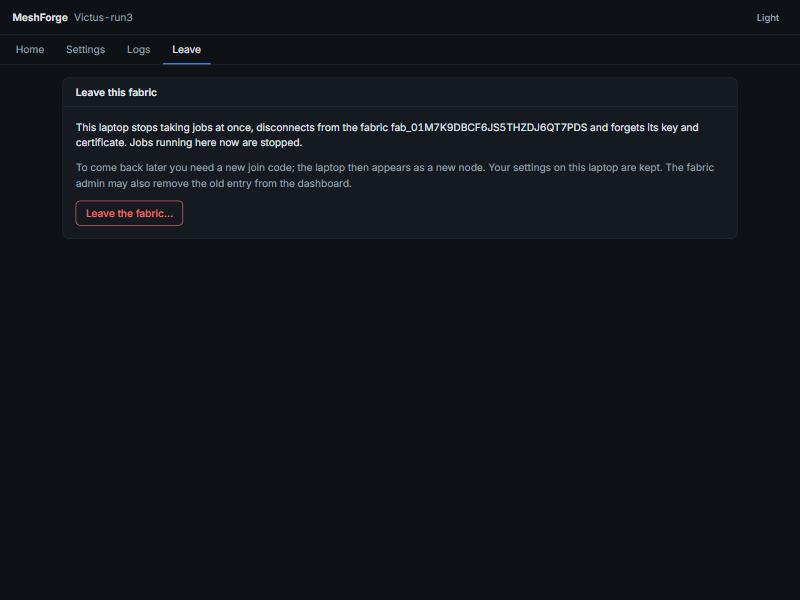 MeshForge Victus-run3 Light
Home Settings Logs Leave
Leave this fabric
This laptop stops taking jobs at once, disconnects from the fabric fab_01M7K9DBCF6JS5THZDJ6QT7PDS and forgets its key and
certificate. Jobs running here now are stopped.
To come back later you need a new join code; the laptop then appears as a new node. Your settings on this laptop are kept. The fabric
admin may also remove the old entry from the dashboard.
Leave the fabric...